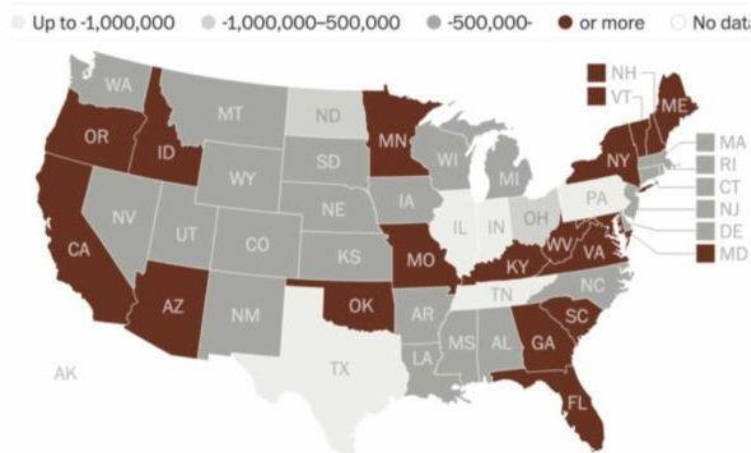 Up to -1,000,000 -1,000,000–500,000 -500,000- or more No data
WA
NH
VT
ME
MT
ND
MN
OR
ID
MA
WI
NY
SD
RI
WY
MI
CT
PA
IA
NJ
NE
OH
NV
IL
IN
DE
UT
CO
WV
VA
MD
CA
KS
MO
KY
NC
TN
AZ
OK
NM
AR
SC
MS
AL
GA
LA
TX
AK
FL